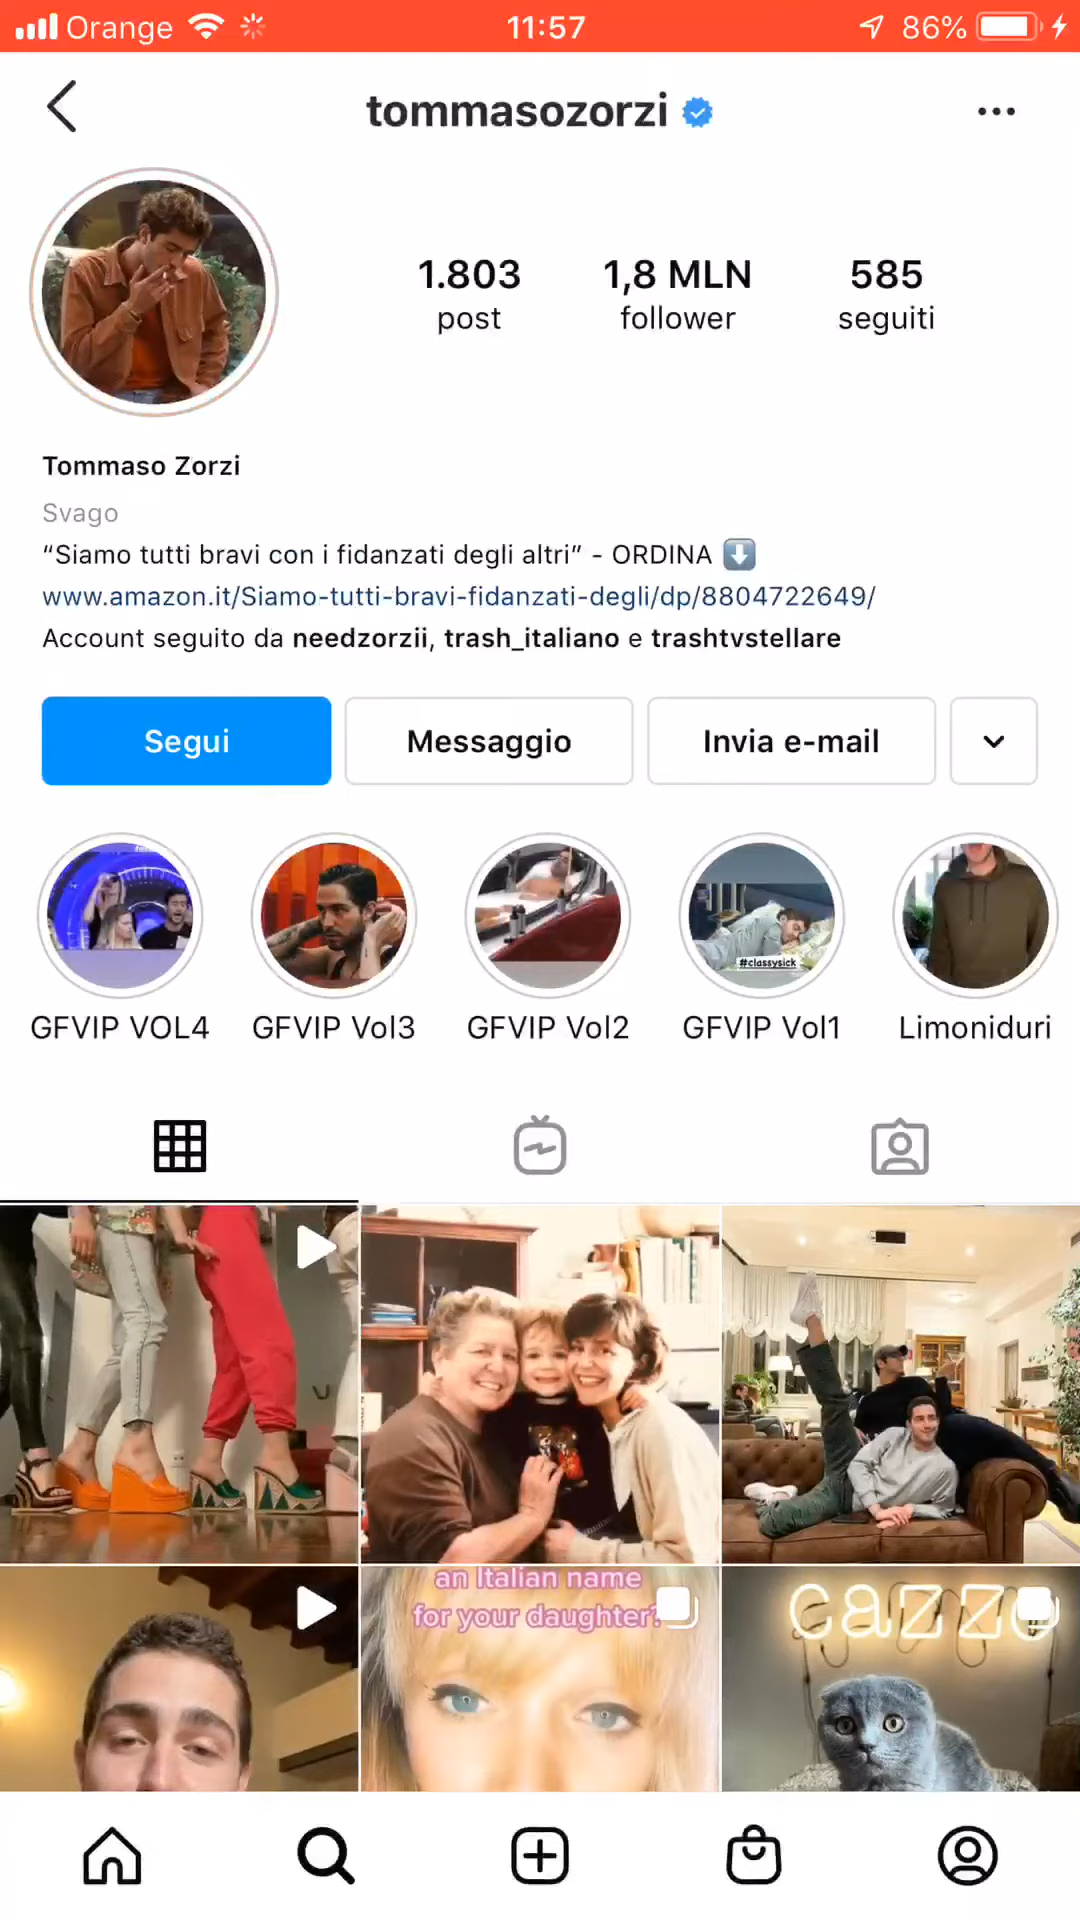 Orange 11:57 86%
tommasozorzi
1.803 1,8 MLN 585
post follower seguiti
Tommaso Zorzi
Svago
“Siamo tutti bravi con i fidanzati degli altri” - ORDINA ⬇️
www.amazon.it/Siamo-tutti-bravi-fidanzati-degli/dp/8804722649/
Account seguito da needzorzii, trash_italiano e trashtvstellare
Segui Messaggio Invia e-mail
#classysick
GFVIP VOL4 GFVIP Vol3 GFVIP Vol2 GFVIP Vol1 Limoniduri
an Italian name
for your daughter?
cazzo